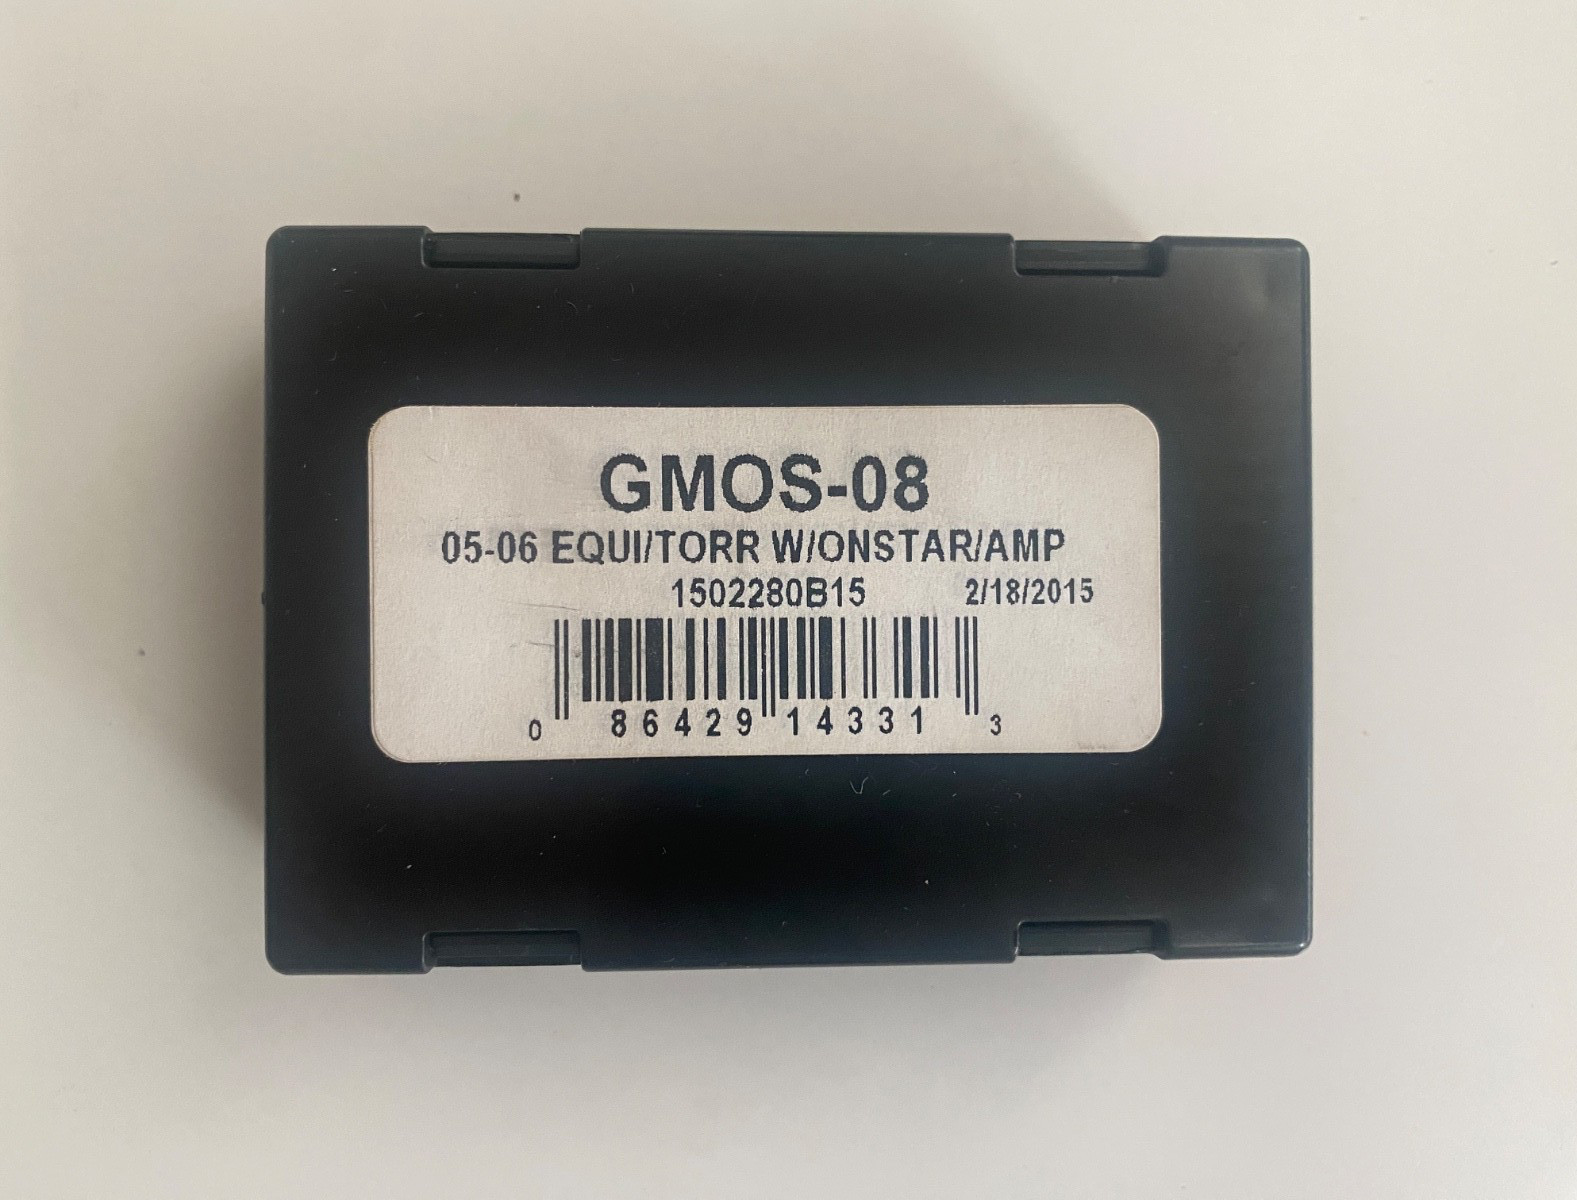 GMOS-08
05-06 EQUI/TORR W/ONSTAR/AMP
1502280B15 2/18/2015
0 86429 14331 3